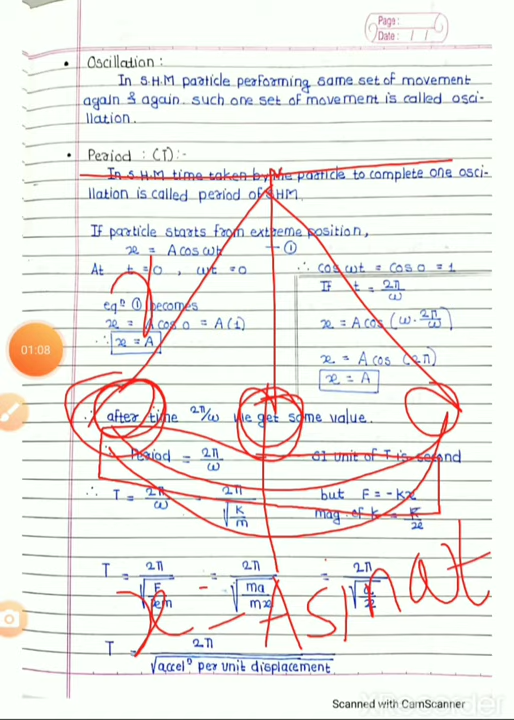 Page:
Date: / /
• Oscillation:
In S.H.M particle performing same set of movement
again & again. such one set of movement is called osci-
llation.
• Period : (T):-
In S.H.M time taken by the particle to complete one osci-
llation is called period of SHM.
If particle starts from extreme position,
x = A cos ωt — ①
At t = 0 , ωt = 0 ∴ cos ωt = cos 0 = 1
If t = 2π/ω
eqⁿ ① becomes
x = A cos 0 = A(1) x = A cos (ω. 2π/ω)
∴ x = A
x = A cos (2π)
x = A
01:08
∴ after time 2π/ω we get same value.
∴ Period = 2π/ω SI unit of T is second
∴ T = 2π/ω = 2π/√k/m but F = -kx
mag. of k = F/x
T = 2π/ = 2π/√ma/mx = 2π/√a/x
x = A sin ωt
T = 2π/√accelⁿ per unit displacement
Scanned with CamScanner
XRecorder